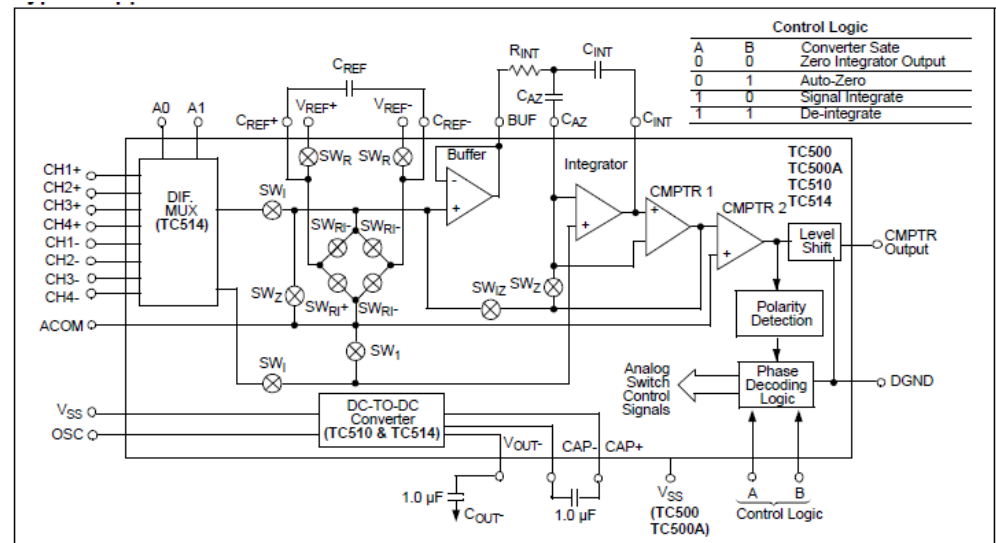 Control Logic
A B Converter Sate
0 0 Zero Integrator Output
0 1 Auto-Zero
1 0 Signal Integrate
1 1 De-integrate
RINT
CINT
CREF
CAZ
A0 A1
CREF+
VREF+
VREF-
CREF-
BUF
CAZ
CINT
SWR
SWR
Buffer
Integrator
TC500
TC500A
TC510
TC514
CH1+
CH2+
CH3+
CH4+
CH1-
CH2-
CH3-
CH4-
DIF.
MUX
(TC514)
SWI
-
+
+
-
CMPTR 1
+
-
CMPTR 2
+
-
Level
Shift
CMPTR
Output
SWRI-
SWRI-
SWZ
SWRI+
SWRI-
SWIZ
SWZ
Polarity
Detection
ACOM
SWI
SW1
Analog
Switch
Control
Signals
Phase
Decoding
Logic
DGND
VSS
OSC
DC-TO-DC
Converter
(TC510 & TC514)
VOUT-
CAP-
CAP+
1.0 µF
COUT-
1.0 µF
VSS
(TC500
TC500A)
A B
Control Logic